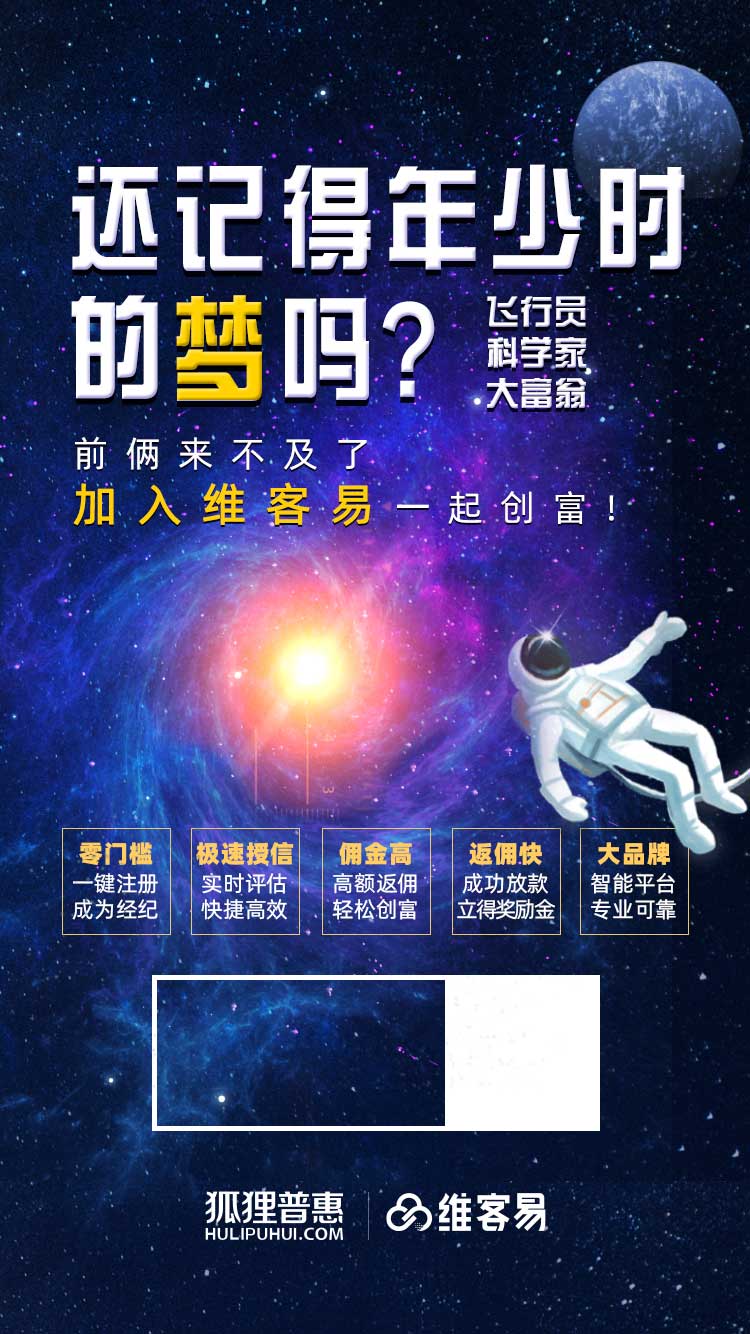 还记得年少时
的梦吗？
飞行员
科学家
大富翁
前俩来不及了
加入维客易一起创富！
3
零门槛
一键注册
成为经纪
极速授信
实时评估
快捷高效
佣金高
高额返佣
轻松创富
返佣快
成功放款
立得奖励金
大品牌
智能平台
专业可靠
狐狸普惠
HULIPUHUI.COM
维客易